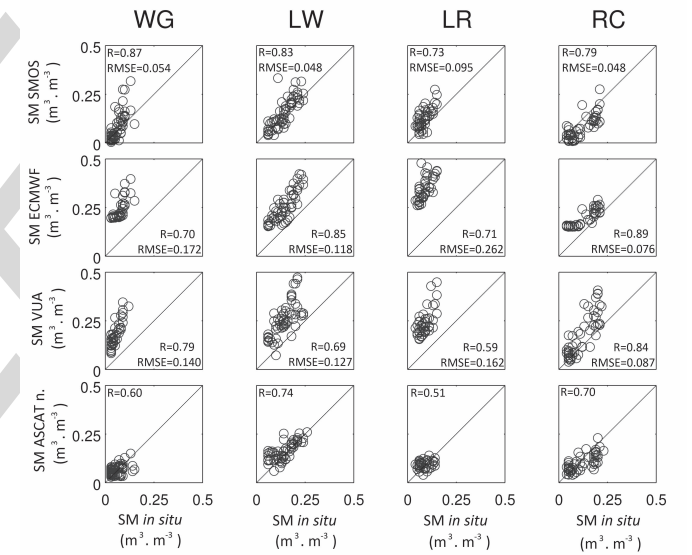 WG LW LR RC
SM SMOS
(m³ . m⁻³)
0.5
0.25
0
R=0.87
RMSE=0.054
R=0.83
RMSE=0.048
R=0.73
RMSE=0.095
R=0.79
RMSE=0.048
SM ECMWF
(m³ . m⁻³)
0.5
0.25
0
R=0.70
RMSE=0.172
R=0.85
RMSE=0.118
R=0.71
RMSE=0.262
R=0.89
RMSE=0.076
SM VUA
(m³ . m⁻³)
0.5
0.25
0
R=0.79
RMSE=0.140
R=0.69
RMSE=0.127
R=0.59
RMSE=0.162
R=0.84
RMSE=0.087
SM ASCAT n.
(m³ . m⁻³)
0.5
0.25
0
R=0.60
R=0.74
R=0.51
R=0.70
0 0.25 0.5 0 0.25 0.5 0 0.25 0.5 0 0.25 0.5
SM in situ SM in situ SM in situ SM in situ
(m³ . m⁻³) (m³ . m⁻³) (m³ . m⁻³) (m³ . m⁻³)